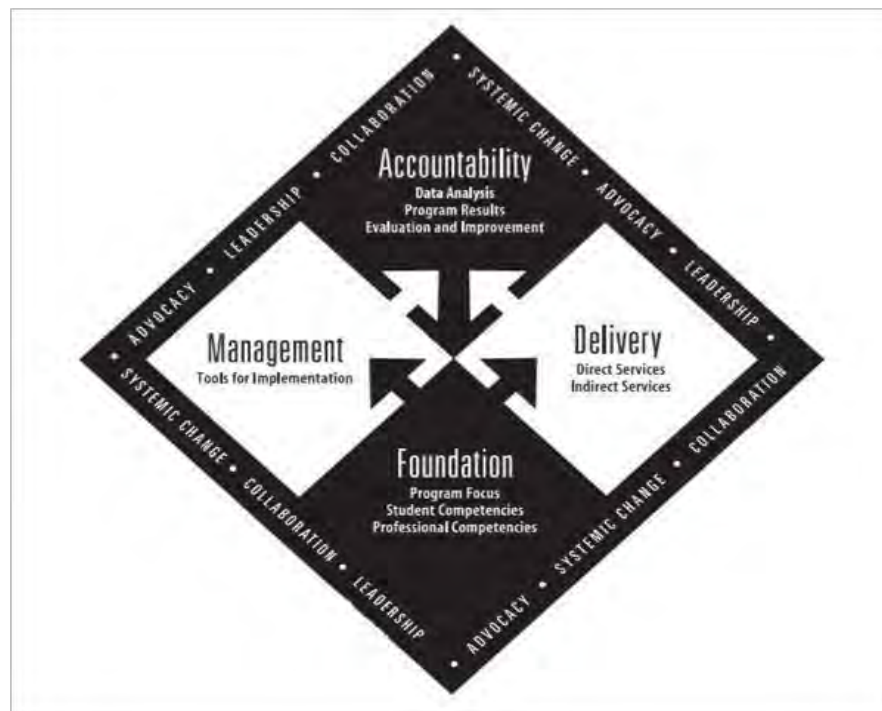 • ADVOCACY • LEADERSHIP • COLLABORATION
• SYSTEMIC CHANGE • ADVOCACY • LEADERSHIP •
Accountability
Data Analysis
Program Results
Evaluation and Improvement
Management
Tools for Implementation
Delivery
Direct Services
Indirect Services
Foundation
Program Focus
Student Competencies
Professional Competencies
SYSTEMIC CHANGE • COLLABORATION • LEADERSHIP
• ADVOCACY • SYSTEMIC CHANGE • COLLABORATION